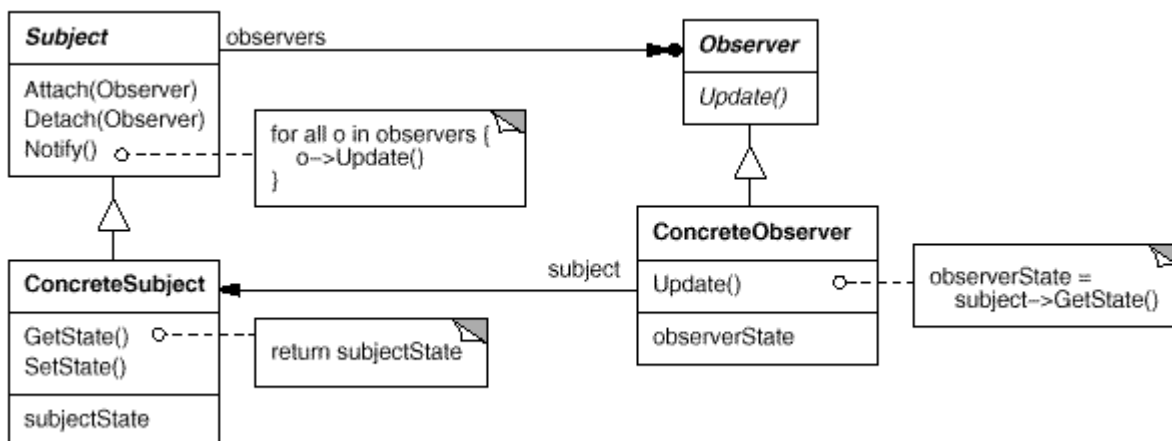 Subject
Attach(Observer)
Detach(Observer)
Notify()
observers
for all o in observers {
o->Update()
}
Observer
Update()
ConcreteSubject
GetState()
SetState()
subjectState
return subjectState
subject
ConcreteObserver
Update()
observerState
observerState =
subject->GetState()